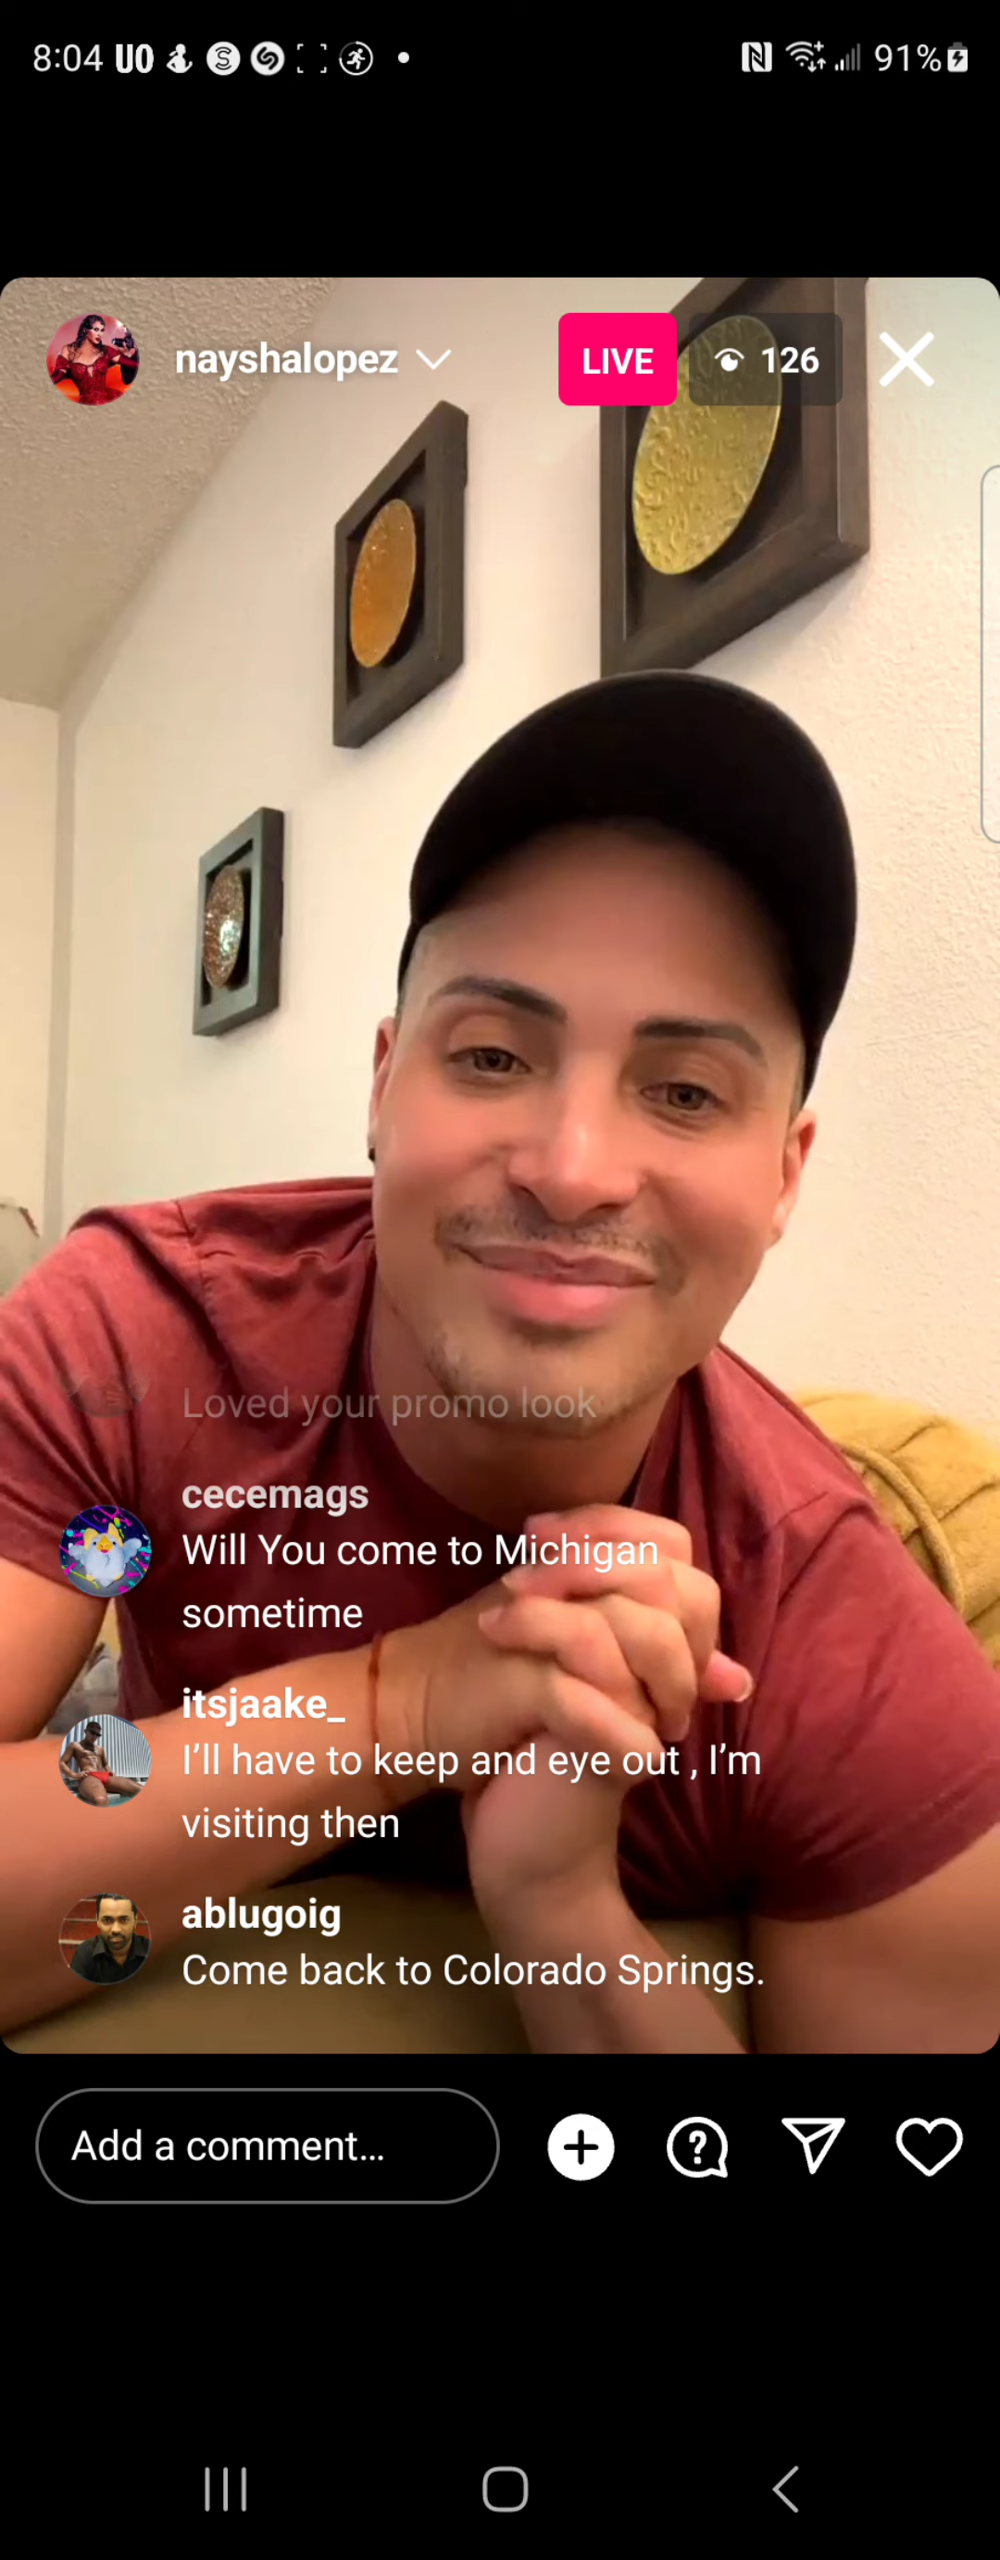 8:04 UO
91%
nayshalopez
LIVE
126
Loved your promo look
cecemags
Will You come to Michigan
sometime
itsjaake_
I'll have to keep and eye out , I'm
visiting then
ablugoig
Come back to Colorado Springs.
Add a comment...